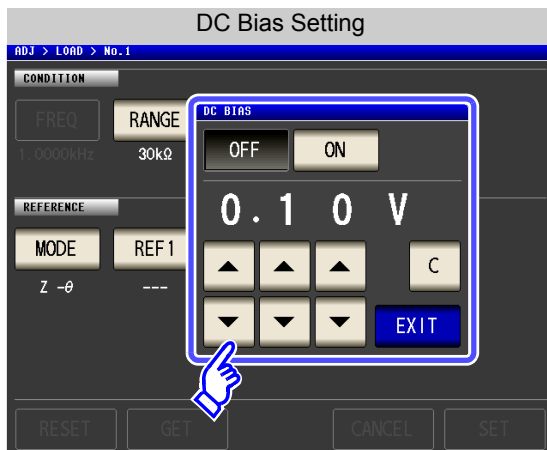 DC Bias Setting
ADJ > LOAD > No.1
CONDITION
FREQ RANGE
1.0000kHz 30kΩ
DC BIAS
OFF ON
0.10 V
C
EXIT
REFERENCE
MODE REF1
Z -θ ---
RESET GET CANCEL SET